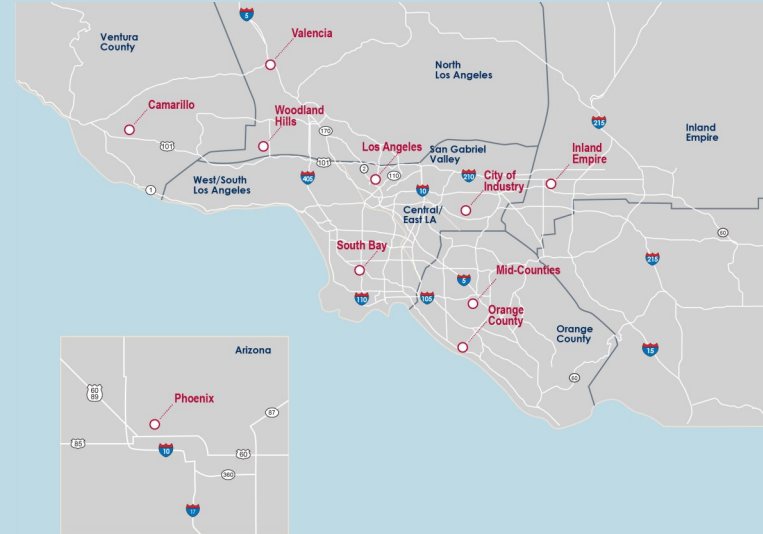 5
Valencia
Ventura
County
North
Los Angeles
Camarillo
Woodland
Hills
215
Inland
Empire
170
101
Los Angeles
San Gabriel
Valley
Inland
Empire
101
2
110
210
City of
Industry
405
West/South
Los Angeles
1
10
Central/
East LA
60
South Bay
215
Mid-Counties
5
110
105
Orange
County
Orange
County
15
60
Arizona
60
89
Phoenix
87
85
10
60
360
17